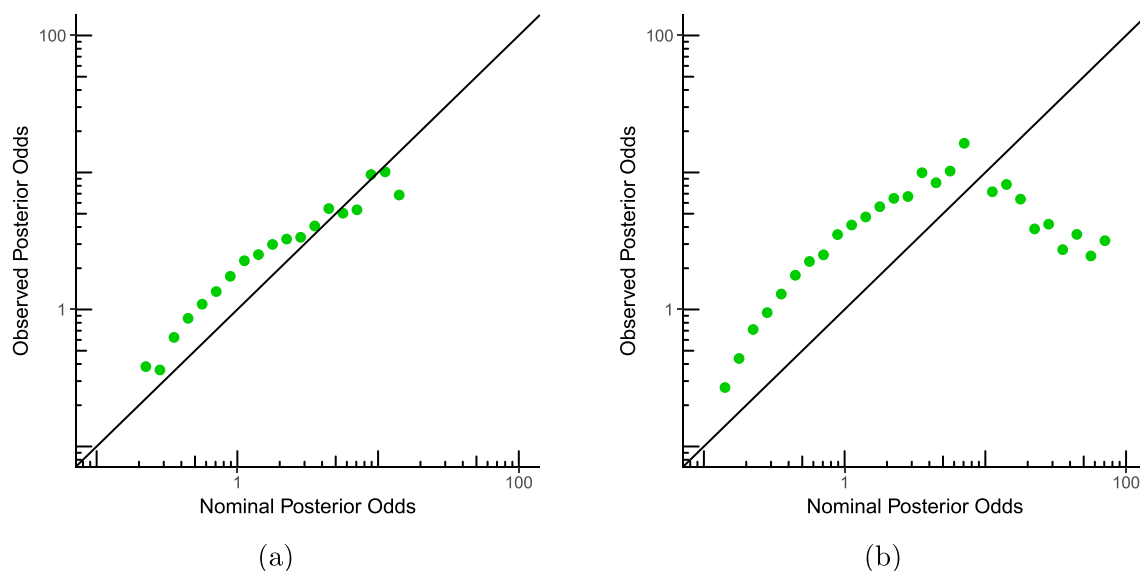 100
1
Observed Posterior Odds
1
100
Nominal Posterior Odds
(a)
100
1
Observed Posterior Odds
1
100
Nominal Posterior Odds
(b)